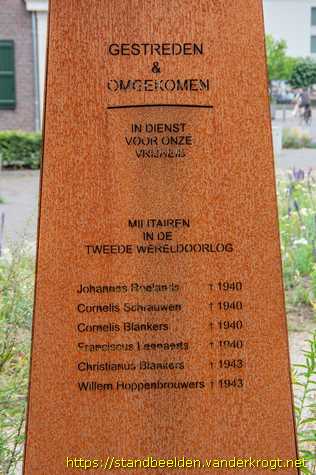 GESTREDEN
&
OMGEKOMEN
IN DIENST
VOOR ONZE
VRIJHEID
MILITAIREN
IN DE
TWEEDE WERELDOORLOG
Johannes Roelands † 1940
Cornelis Schrauwen † 1940
Cornelis Blankers † 1940
Franciscus Leenaerts † 1940
Christianus Blankers † 1943
Willem Hoppenbrouwers † 1943
https://standbeelden.vanderkrogt.net